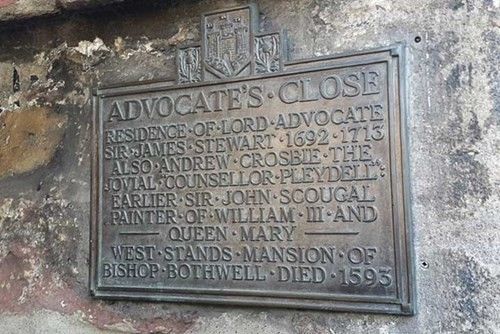 ADVOCATE'S · CLOSE
RESIDENCE · OF · LORD · ADVOCATE
SIR · JAMES · STEWART · 1692 · 1713
ALSO · ANDREW · CROSBIE · THE
JOVIAL · COUNSELLOR · PLEYDELL ·
EARLIER · SIR · JOHN · SCOUGAL
PAINTER · OF · WILLIAM · III · AND
QUEEN · MARY
WEST · STANDS · MANSION · OF
BISHOP · BOTHWELL · DIED · 1593